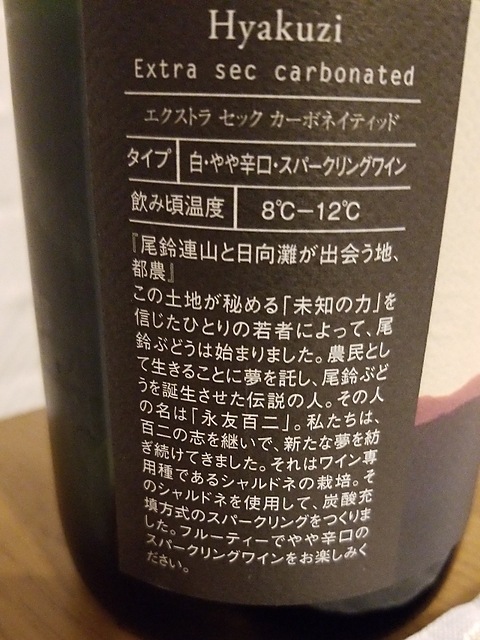 Hyakuzi
Extra sec carbonated
エクストラ セック カーボネイティッド
タイプ 白・やや辛口・スパークリングワイン
飲み頃温度 8℃－12℃
『尾鈴連山と日向灘が出会う地、
都農』
この土地が秘める「未知の力」を
信じたひとりの若者によって、尾
鈴ぶどうは始まりました。農民とし
て生きることに夢を託し、尾鈴ぶど
うを誕生させた伝説の人。その人
の名は「永友百二」。私たちは、
百二の志を継いで、新たな夢を紡
ぎ続けてきました。それはワイン専
用種であるシャルドネの栽培。そ
のシャルドネを使用して、炭酸充
填方式のスパークリングをつくりま
した。フルーティーでやや辛口の
スパークリングワインをお楽しみく
ださい。